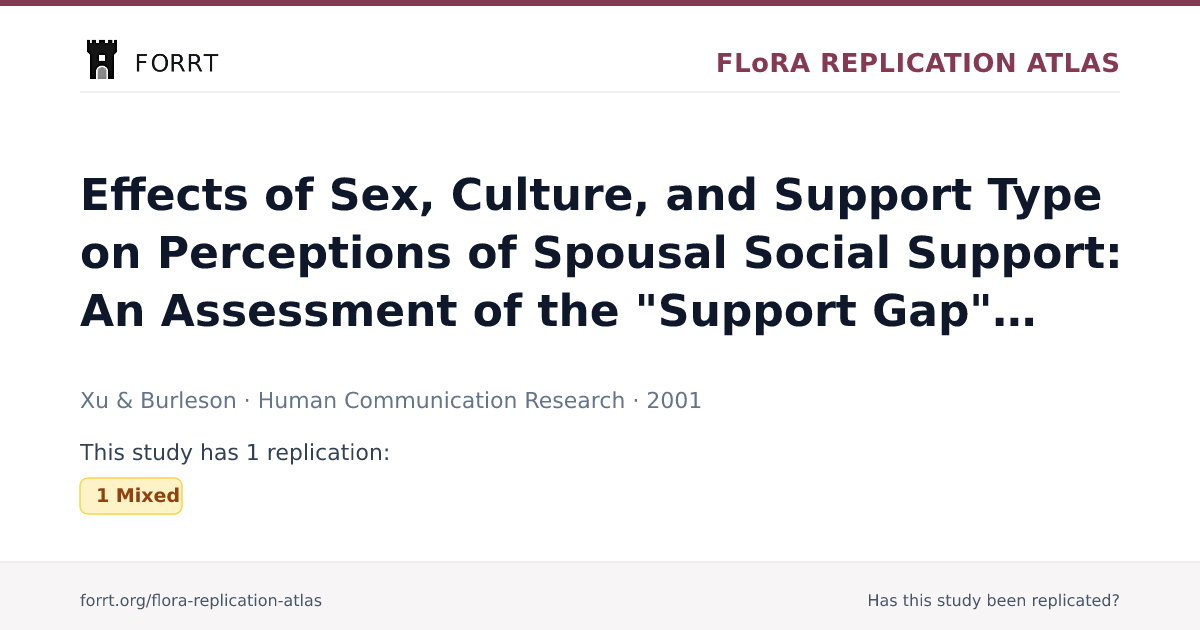 FORRT
FLoRA REPLICATION ATLAS
Effects of Sex, Culture, and Support Type
on Perceptions of Spousal Social Support:
An Assessment of the "Support Gap"…
Xu & Burleson · Human Communication Research · 2001
This study has 1 replication:
1 Mixed
forrt.org/flora-replication-atlas
Has this study been replicated?